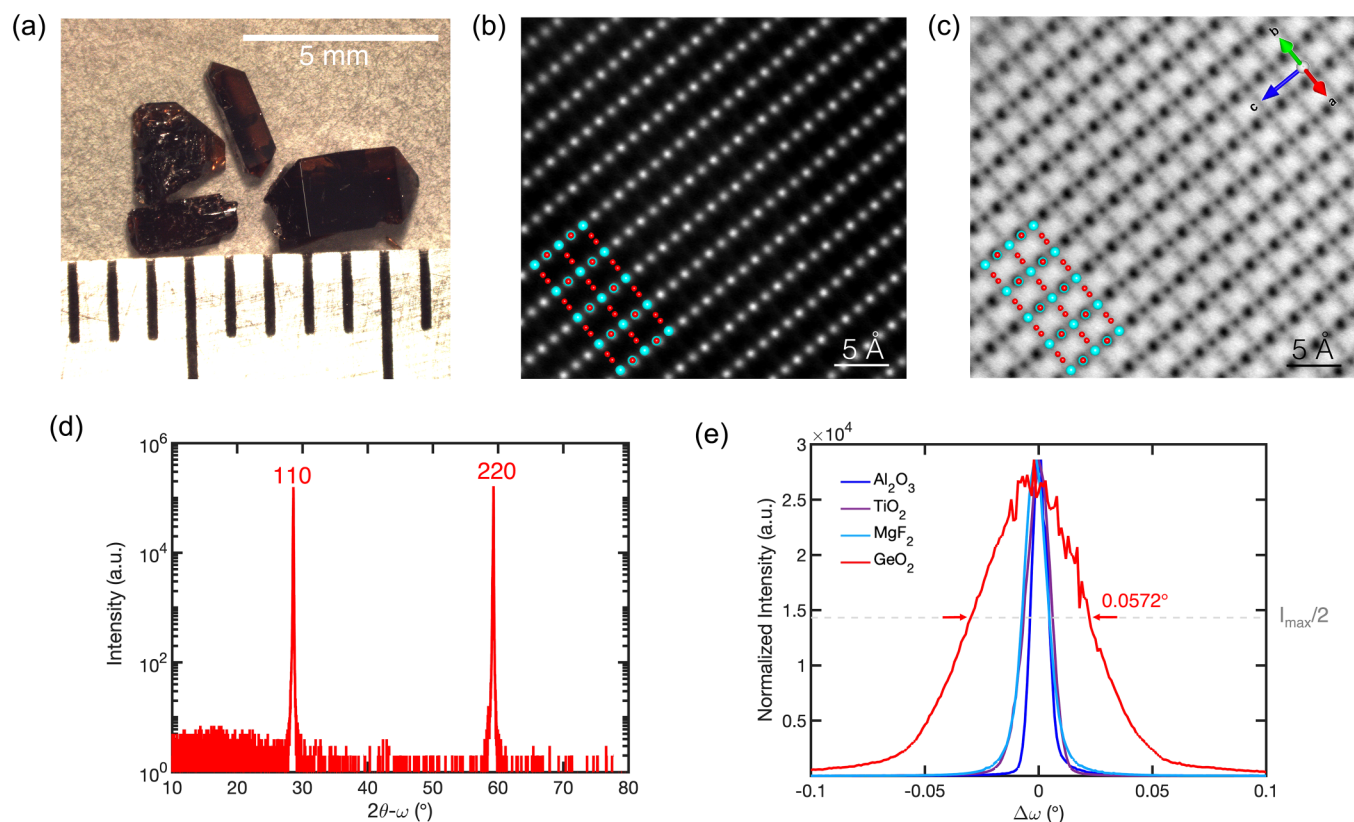 (a)
5 mm
(b)
5 Å
(c)
b
c
a
5 Å
(d)
Intensity (a.u.)
10⁶
10⁴
10²
10⁰
110
220
10 20 30 40 50 60 70 80
2θ-ω (°)
(e)
×10⁴
Normalized Intensity (a.u.)
3
2.5
2
1.5
1
0.5
Al₂O₃
TiO₂
MgF₂
GeO₂
0.0572°
Iₘₐₓ/2
-0.1 -0.05 0 0.05 0.1
Δω (°)